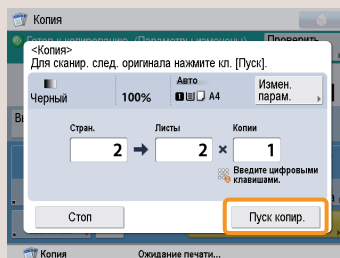 Копия
Готов к копированию. (Параметры изменены.) Проверить
<Копия>
Для сканир. след. оригинала нажмите кл. [Пуск].
Черный
100%
Авто
1 A4
Измен.
парам.
Стран.
Листы
Копии
2
2 ×
1
Введите цифровыми
клавишами.
Стоп
Пуск копир.
Копия
Ожидание печати...